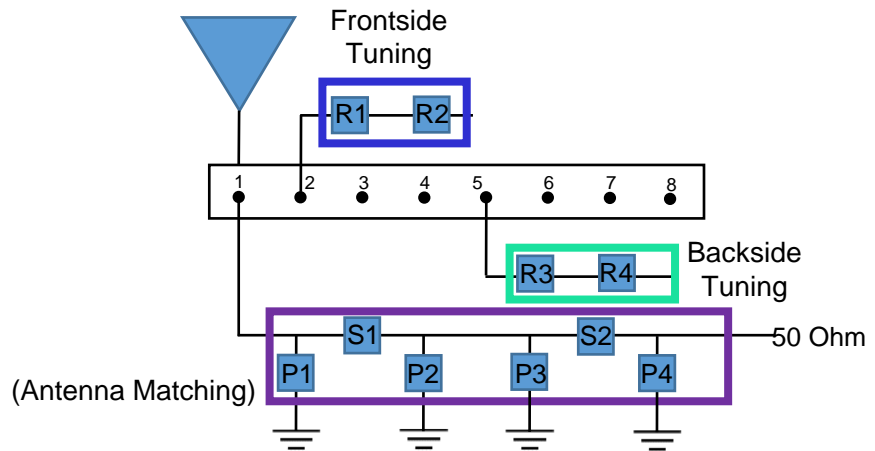 Frontside
Tuning
R1 R2
1 2 3 4 5 6 7 8
Backside
Tuning
R3 R4
S1 S2
50 Ohm
P1 P2 P3 P4
(Antenna Matching)